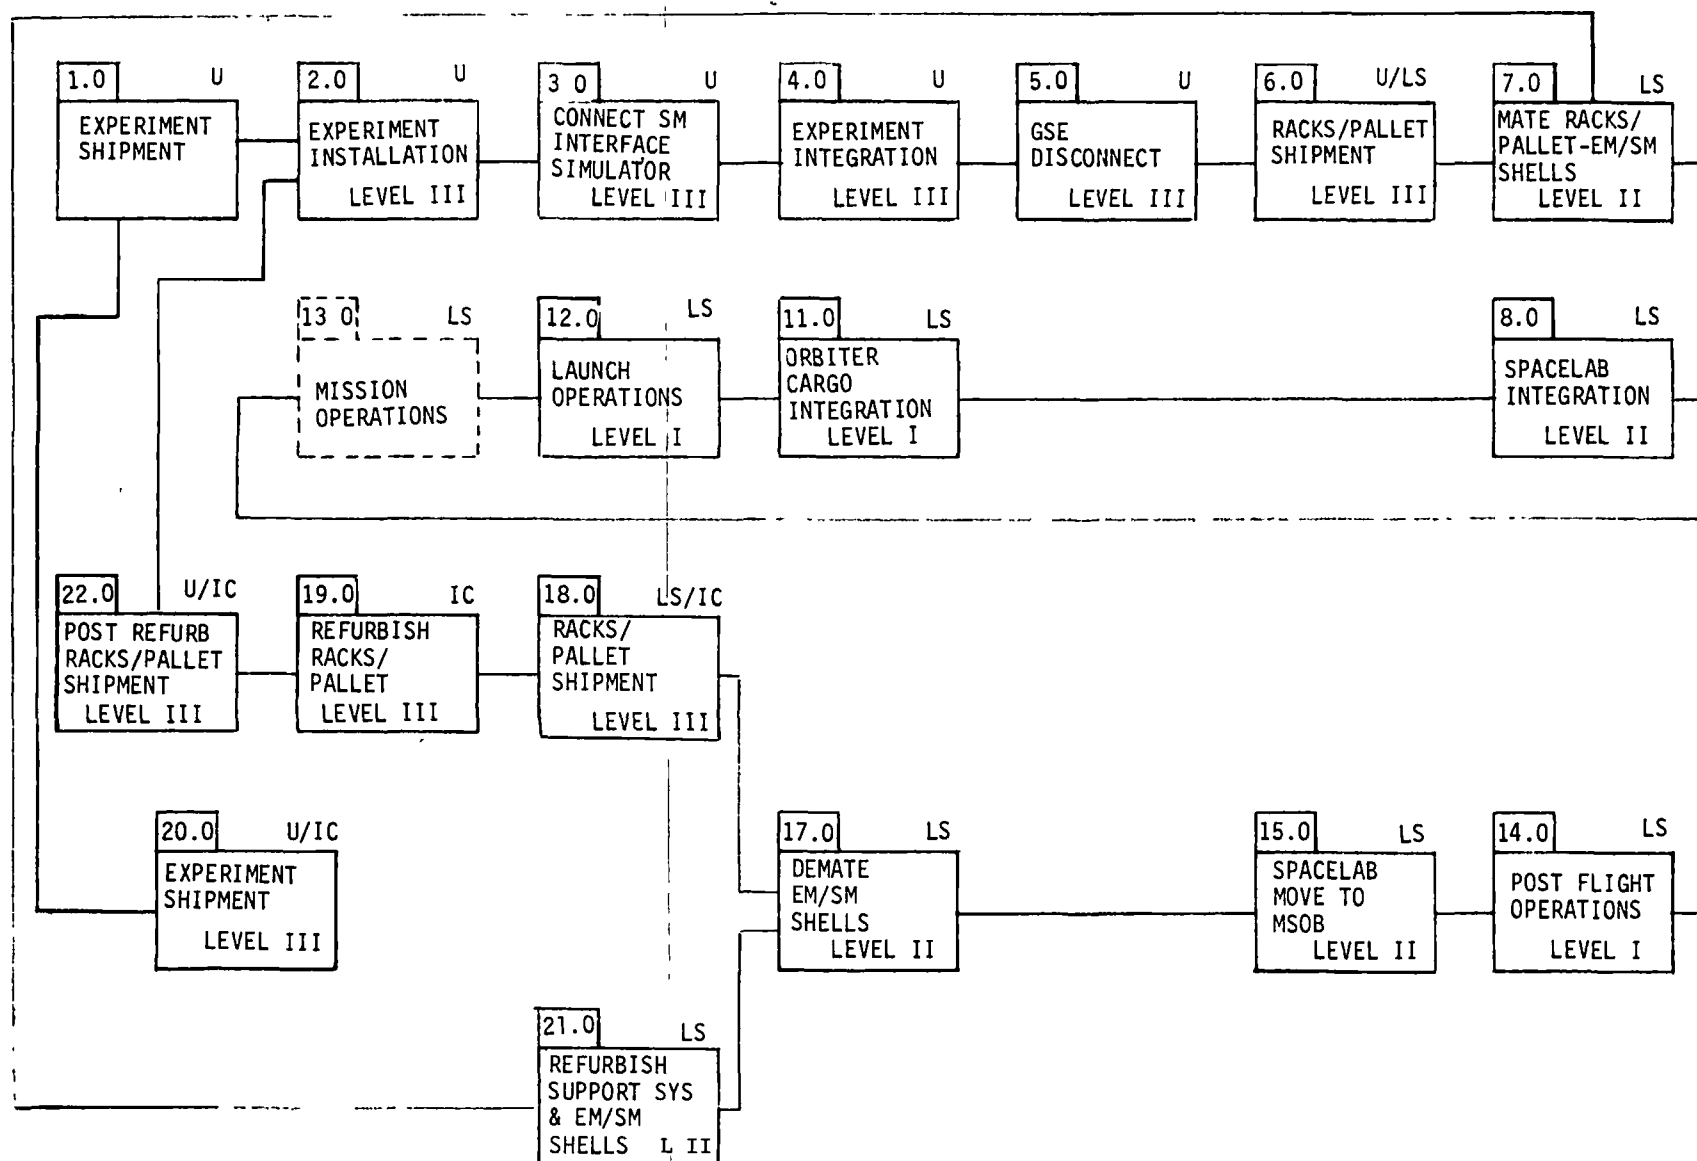 1.0 U
EXPERIMENT
SHIPMENT
2.0 U
EXPERIMENT
INSTALLATION
LEVEL III
3 0 U
CONNECT SM
INTERFACE
SIMULATOR
LEVEL III
4.0 U
EXPERIMENT
INTEGRATION
LEVEL III
5.0 U
GSE
DISCONNECT
LEVEL III
6.0 U/LS
RACKS/PALLET
SHIPMENT
LEVEL III
7.0 LS
MATE RACKS/
PALLET-EM/SM
SHELLS
LEVEL II
13 0 LS
MISSION
OPERATIONS
12.0 LS
LAUNCH
OPERATIONS
LEVEL I
11.0 LS
ORBITER
CARGO
INTEGRATION
LEVEL I
8.0 LS
SPACELAB
INTEGRATION
LEVEL II
22.0 U/IC
POST REFURB
RACKS/PALLET
SHIPMENT
LEVEL III
19.0 IC
REFURBISH
RACKS/
PALLET
LEVEL III
18.0 LS/IC
RACKS/
PALLET
SHIPMENT
LEVEL III
20.0 U/IC
EXPERIMENT
SHIPMENT
LEVEL III
17.0 LS
DEMATE
EM/SM
SHELLS
LEVEL II
15.0 LS
SPACELAB
MOVE TO
MSOB
LEVEL II
14.0 LS
POST FLIGHT
OPERATIONS
LEVEL I
21.0 LS
REFURBISH
SUPPORT SYS
& EM/SM
SHELLS L II